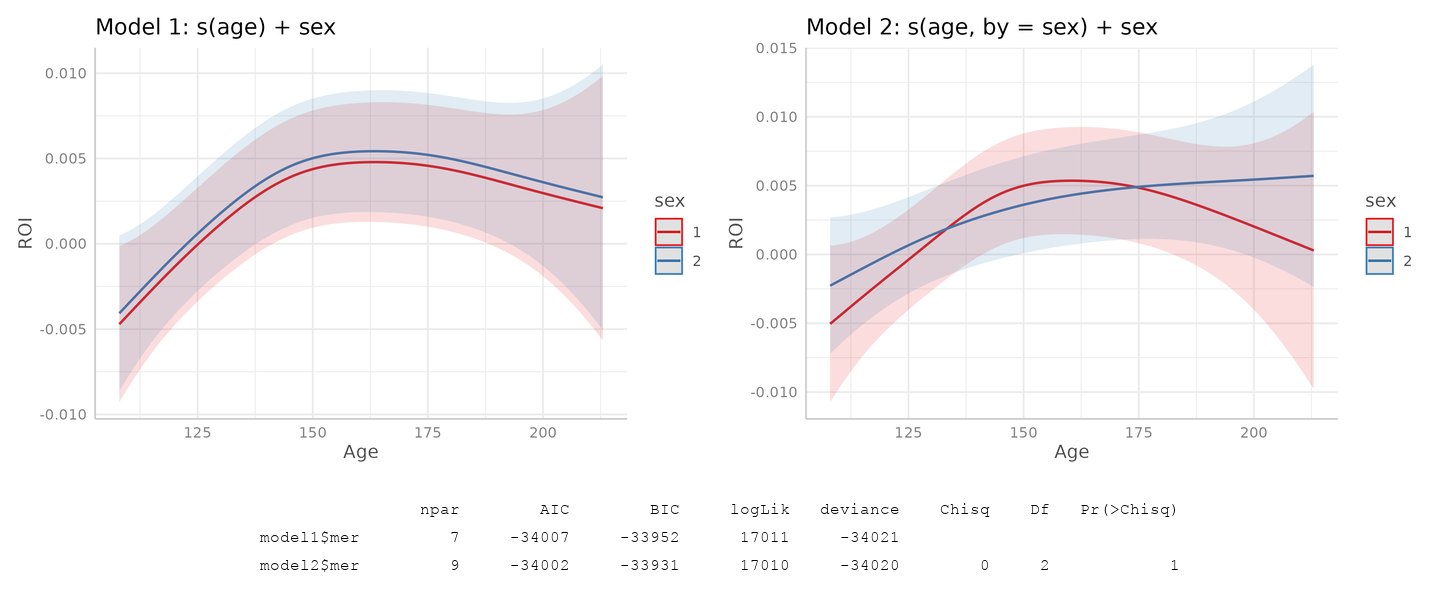 Model 1: s(age) + sex
0.010
0.005
0.000
-0.005
-0.010
ROI
125 150 175 200
Age
sex
1
2
Model 2: s(age, by = sex) + sex
0.015
0.010
0.005
0.000
-0.005
-0.010
ROI
125 150 175 200
Age
sex
1
2
npar AIC BIC logLik deviance Chisq Df Pr(>Chisq)
model1$mer 7 -34007 -33952 17011 -34021
model2$mer 9 -34002 -33931 17010 -34020 0 2 1